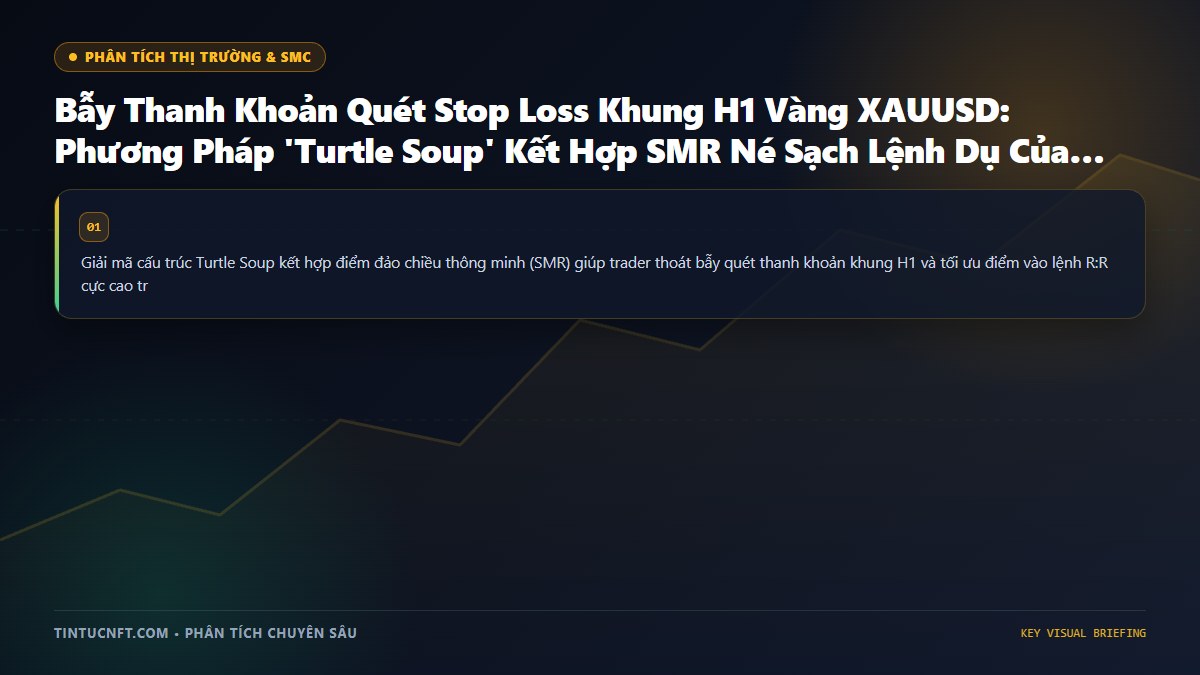 PHÂN TÍCH THỊ TRƯỜNG & SMC
Bẫy Thanh Khoản Quét Stop Loss Khung H1 Vàng XAUUSD:
Phương Pháp 'Turtle Soup' Kết Hợp SMR Né Sạch Lệnh Dụ Của...
01
Giải mã cấu trúc Turtle Soup kết hợp điểm đảo chiều thông minh (SMR) giúp trader thoát bẫy quét thanh khoản khung H1 và tối ưu điểm vào lệnh R:R
cực cao tr
TINTUCNFT.COM • PHÂN TÍCH CHUYÊN SÂU
KEY VISUAL BRIEFING